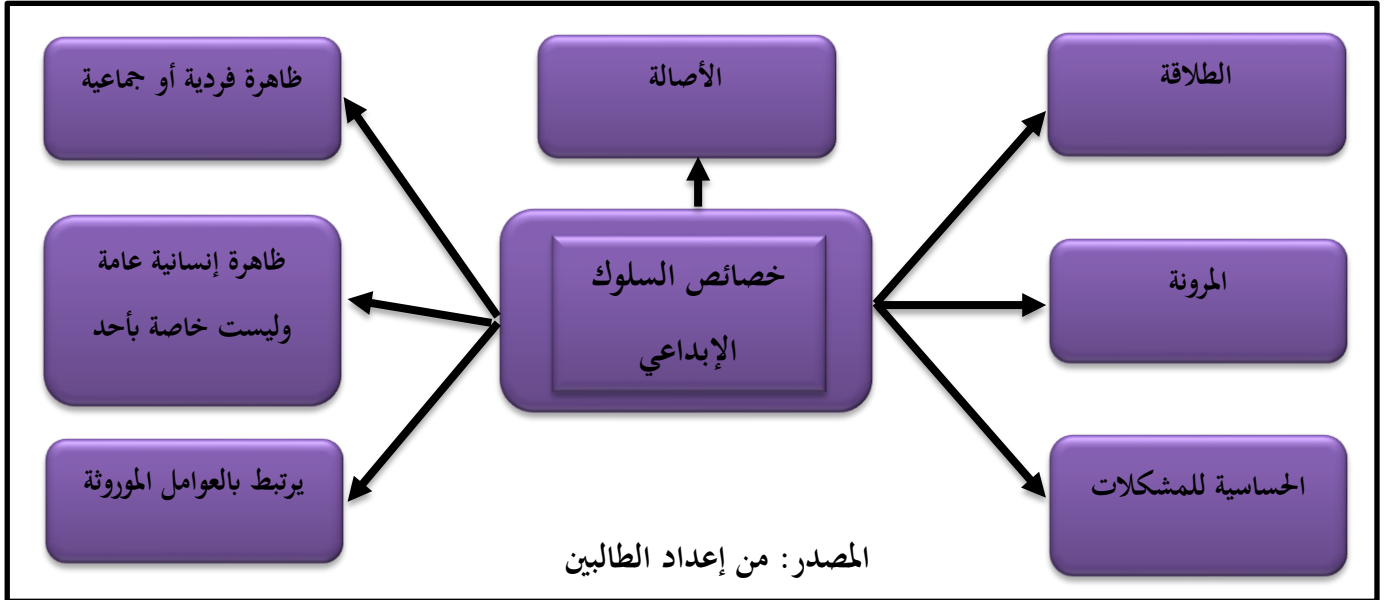 الطلاقة
الأصالة
ظاهرة فردية أو جماعية
خصائص السلوك
الإبداعي
المرونة
ظاهرة إنسانية عامة
وليست خاصة بأحد
الحساسية للمشكلات
يرتبط بالعوامل الموروثة
المصدر: من إعداد الطالبين